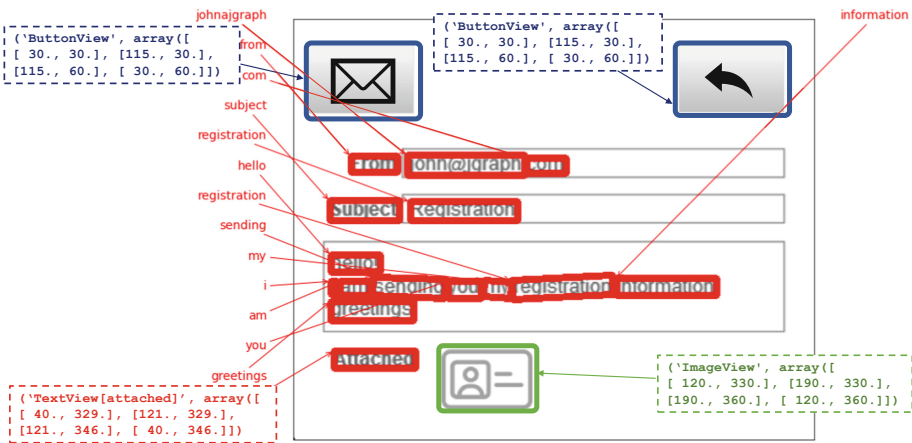 johnajgraph
information
('ButtonView', array([
[ 30., 30.], [115., 30.],
[115., 60.], [ 30., 60.]])
('ButtonView', array([
[ 30., 30.], [115., 30.],
[115., 60.], [ 30., 60.]])
from
com
subject
registration
hello
registration
sending
my
i
am
you
greetings
From john@jgraph.com
Subject Registration
Hello!
I am sending you my registration information
greetings
Attached
('TextView[attached]', array([
[ 40., 329.], [121., 329.],
[121., 346.], [ 40., 346.]])
('ImageView', array([
[ 120., 330.], [190., 330.],
[190., 360.], [ 120., 360.]])